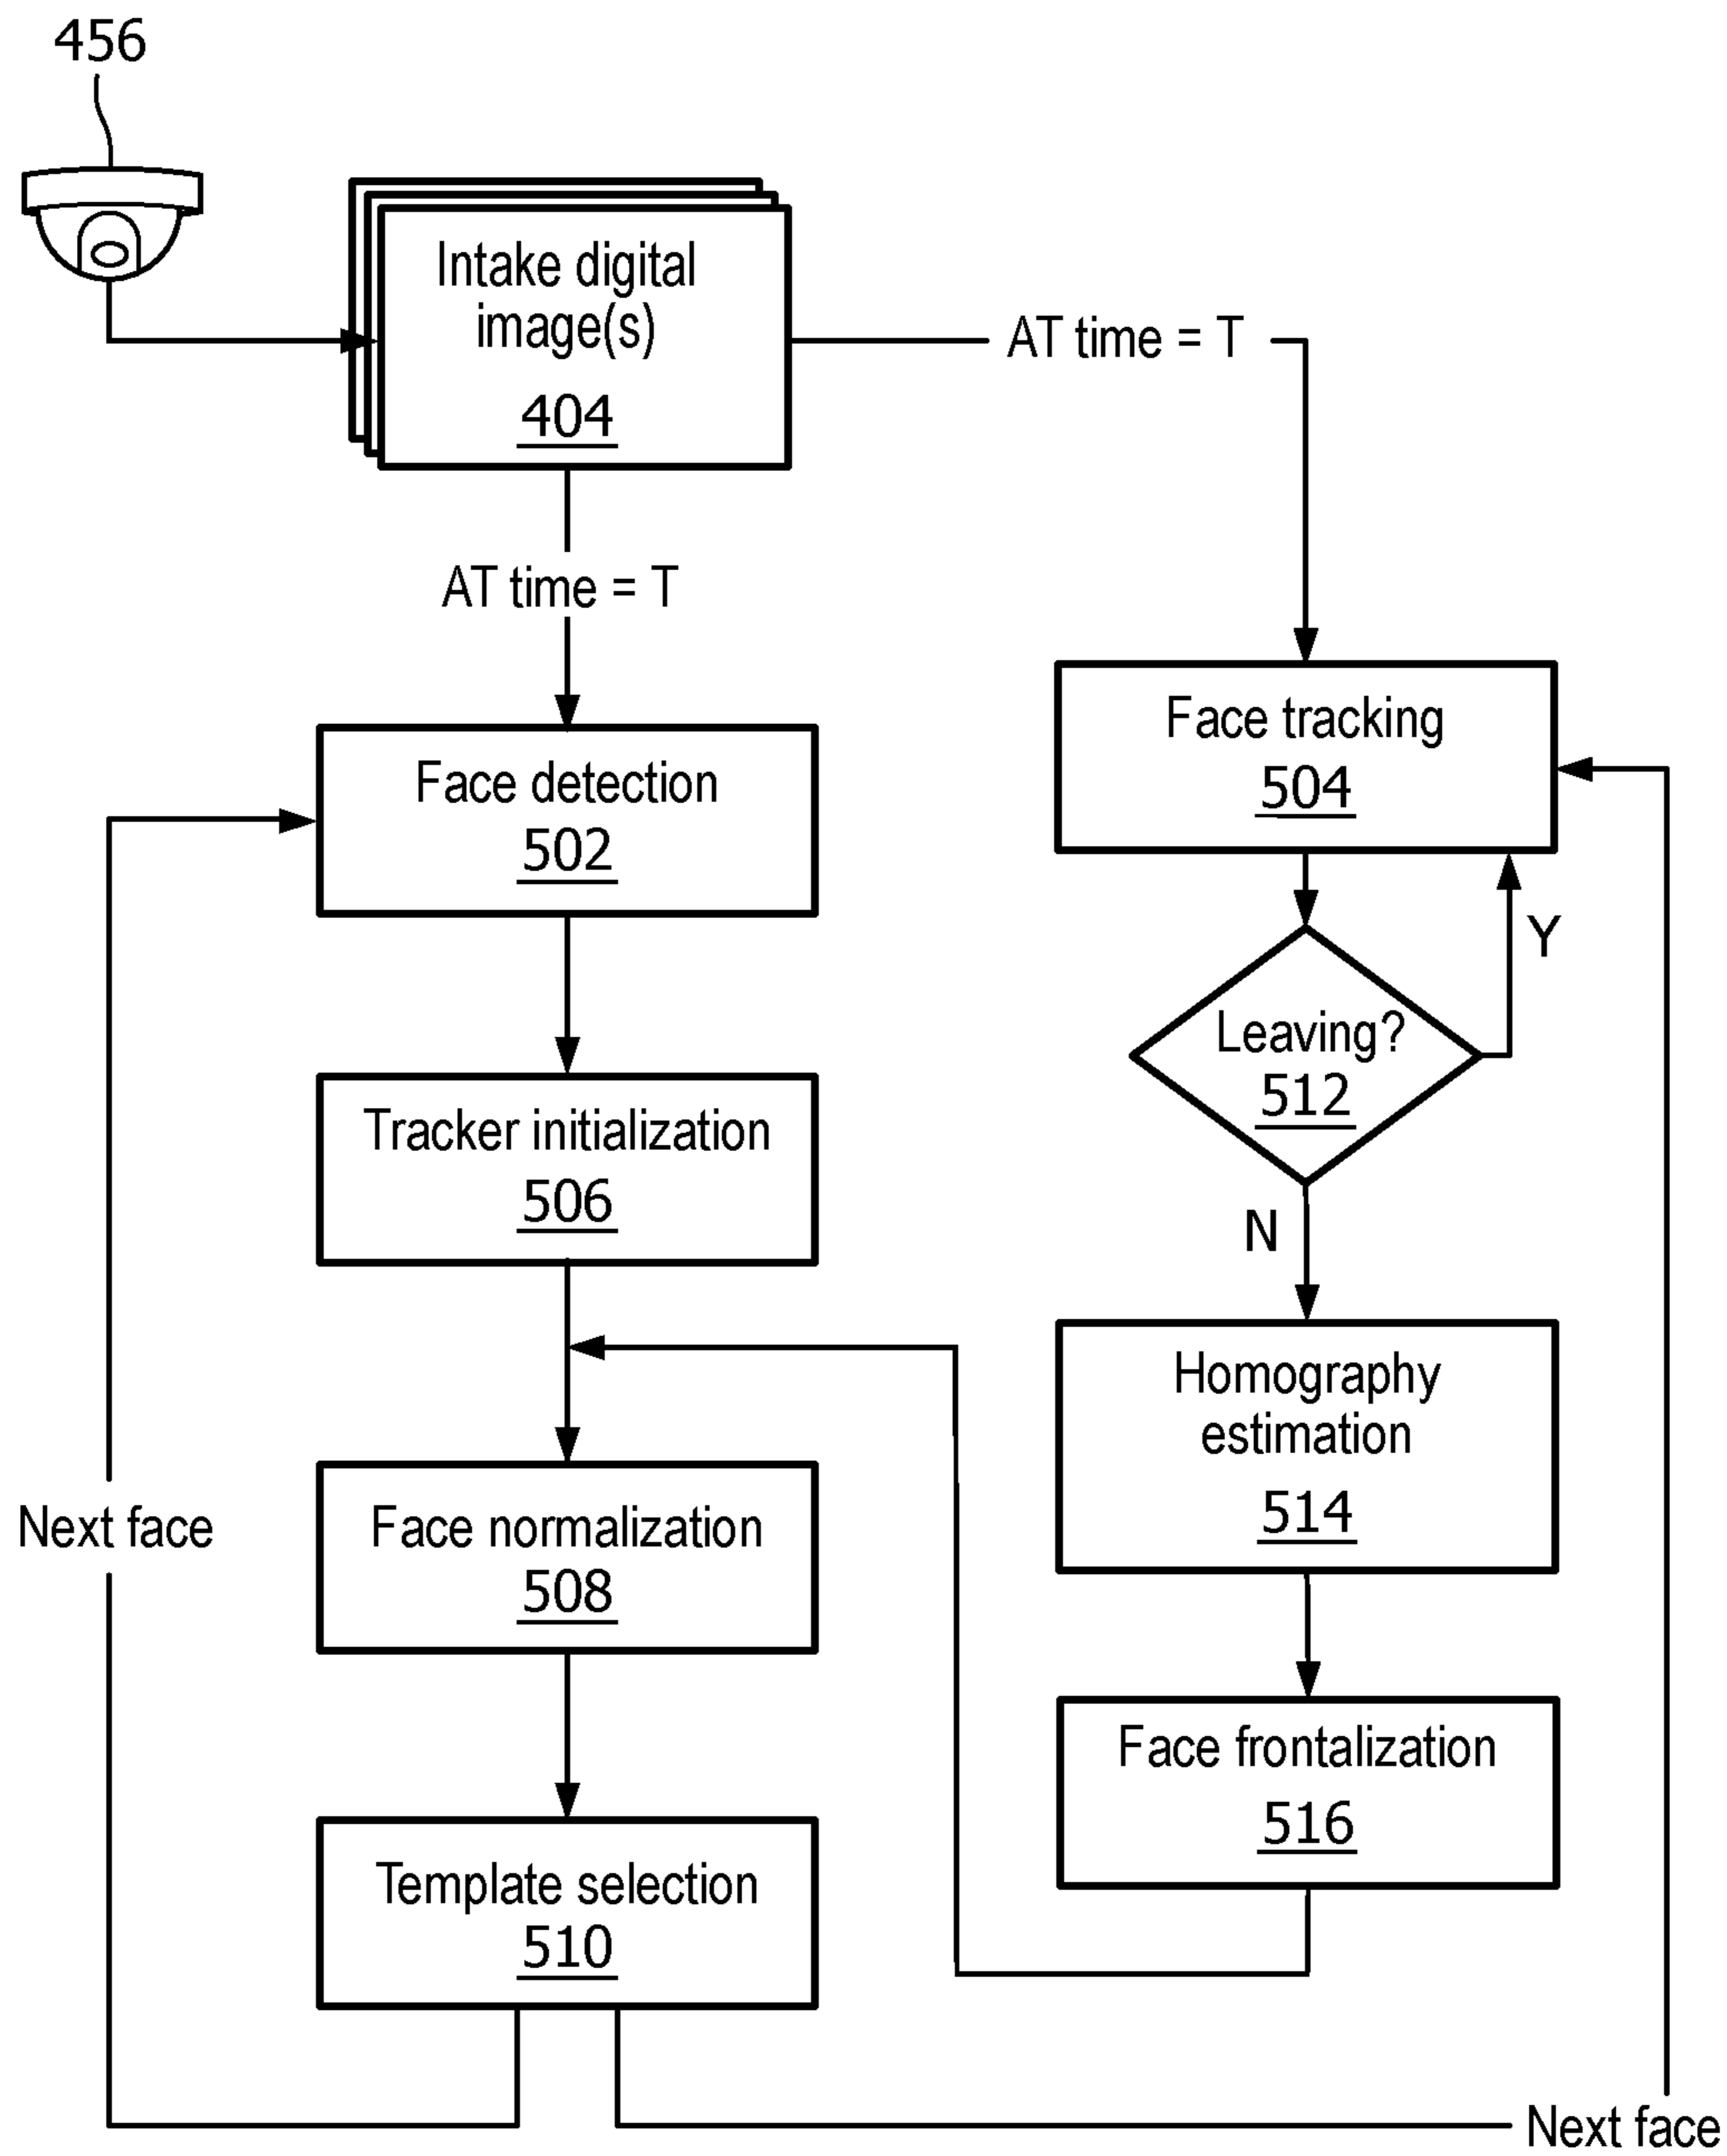 456
Intake digital
image(s)
404
AT time = T
AT time = T
Face detection
502
Face tracking
504
Y
Leaving?
512
N
Tracker initialization
506
Homography
estimation
514
Next face
Face normalization
508
Face frontalization
516
Template selection
510
Next face